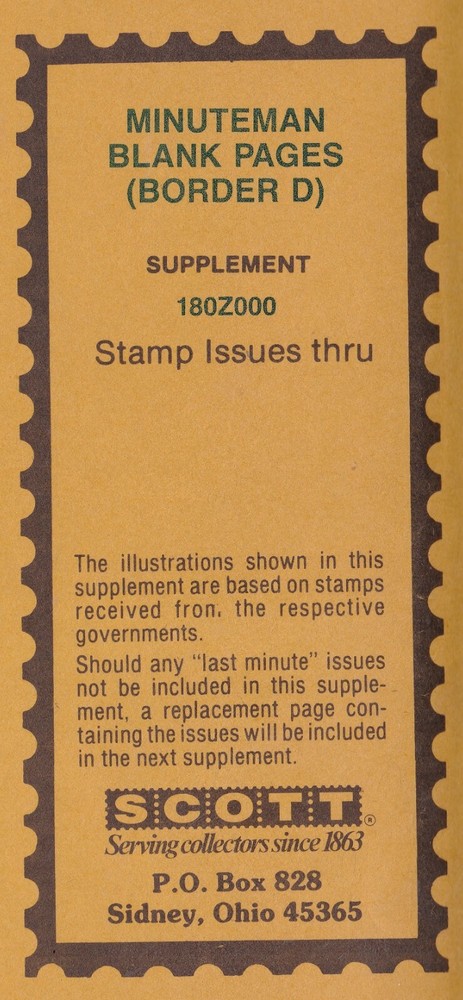 MINUTEMAN
BLANK PAGES
(BORDER D)
SUPPLEMENT
180Z000
Stamp Issues thru
The illustrations shown in this
supplement are based on stamps
received fron. the respective
governments.
Should any "last minute" issues
not be included in this supple-
ment, a replacement page con-
taining the issues will be included
in the next supplement.
SCOTT®
Serving collectors since 1863
P.O. Box 828
Sidney, Ohio 45365